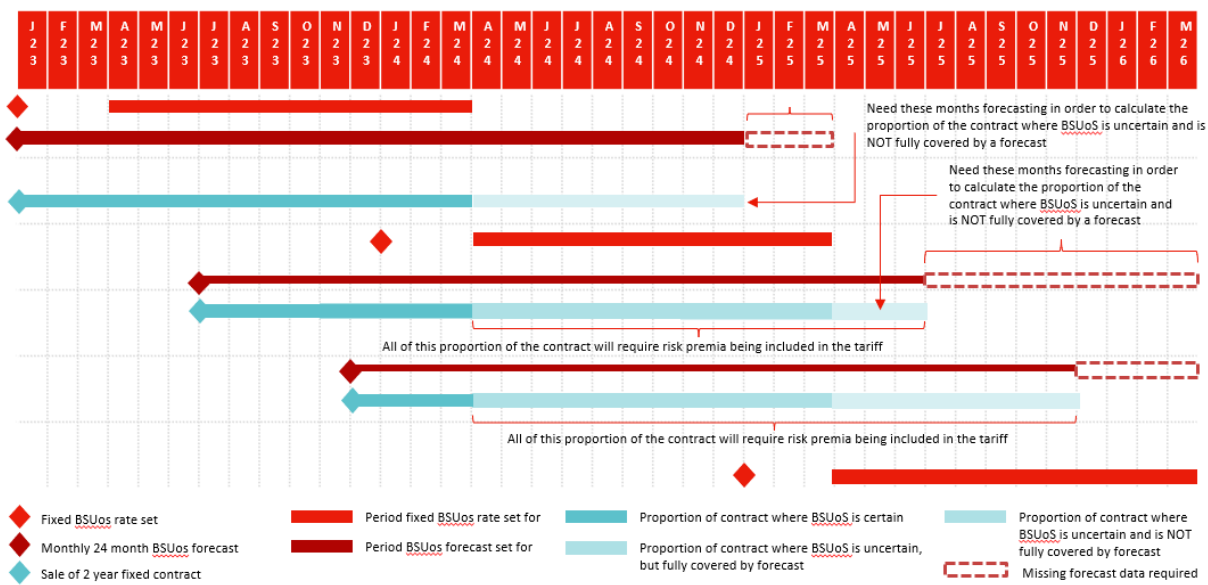 J 23 F 23 M 23 A 23 M 23 J 23 J 23 A 23 S 23 O 23 N 23 D 23 J 24 F 24 M 24 A 24 M 24 J 24 J 24 A 24 S 24 O 24 N 24 D 24 J 25 F 25 M 25 A 25 M 25 J 25 J 25 A 25 S 25 O 25 N 25 D 25 J 26 F 26 M 26
Need these months forecasting in order to calculate the
proportion of the contract where BSUoS is uncertain and is
NOT fully covered by a forecast
Need these months forecasting in order
to calculate the proportion of the
contract where BSUoS is uncertain and
is NOT fully covered by a forecast
All of this proportion of the contract will require risk premia being included in the tariff
All of this proportion of the contract will require risk premia being included in the tariff
Fixed BSUos rate set
Monthly 24 month BSUos forecast
Sale of 2 year fixed contract
Period fixed BSUos rate set for
Period BSUos forecast set for
Proportion of contract where BSUoS is certain
Proportion of contract where BSUoS is uncertain,
but fully covered by forecast
Proportion of contract where
BSUoS is uncertain and is NOT
fully covered by forecast
Missing forecast data required